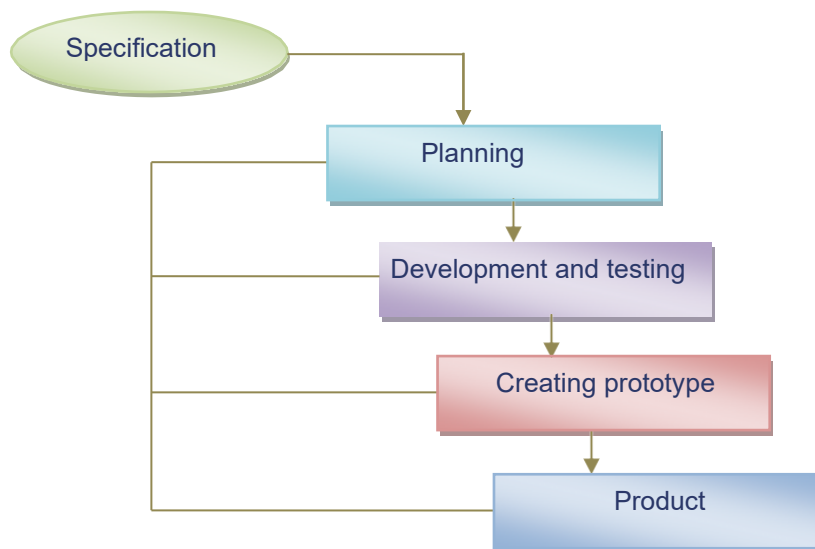 Specification
Planning
Development and testing
Creating prototype
Product